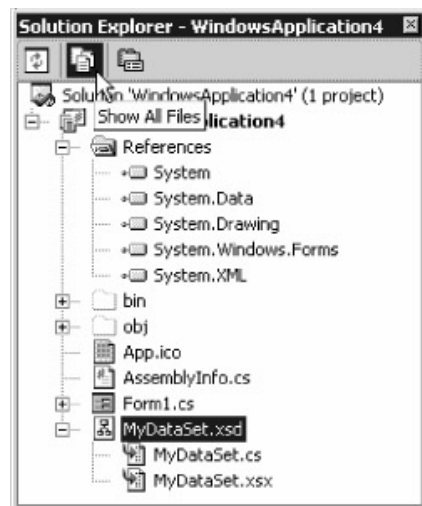 Solution Explorer - WindowsApplication4
Solution 'WindowsApplication4' (1 project)
Show All Files lication4
References
System
System.Data
System.Drawing
System.Windows.Forms
System.XML
bin
obj
App.ico
AssemblyInfo.cs
Form1.cs
MyDataSet.xsd
MyDataSet.cs
MyDataSet.xsx